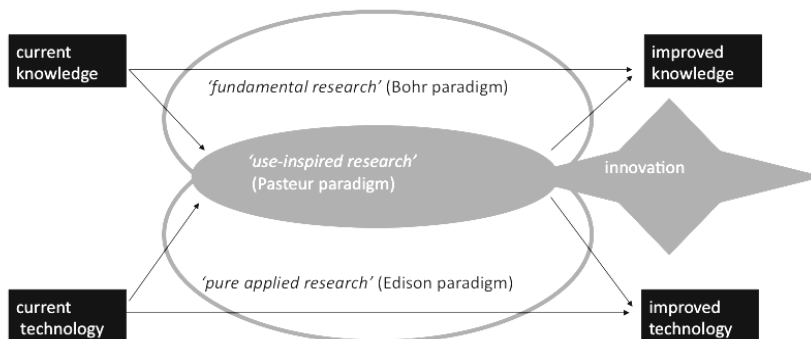 current
knowledge
improved
knowledge
‘fundamental research’ (Bohr paradigm)
‘use-inspired research’
(Pasteur paradigm)
innovation
‘pure applied research’ (Edison paradigm)
current
technology
improved
technology